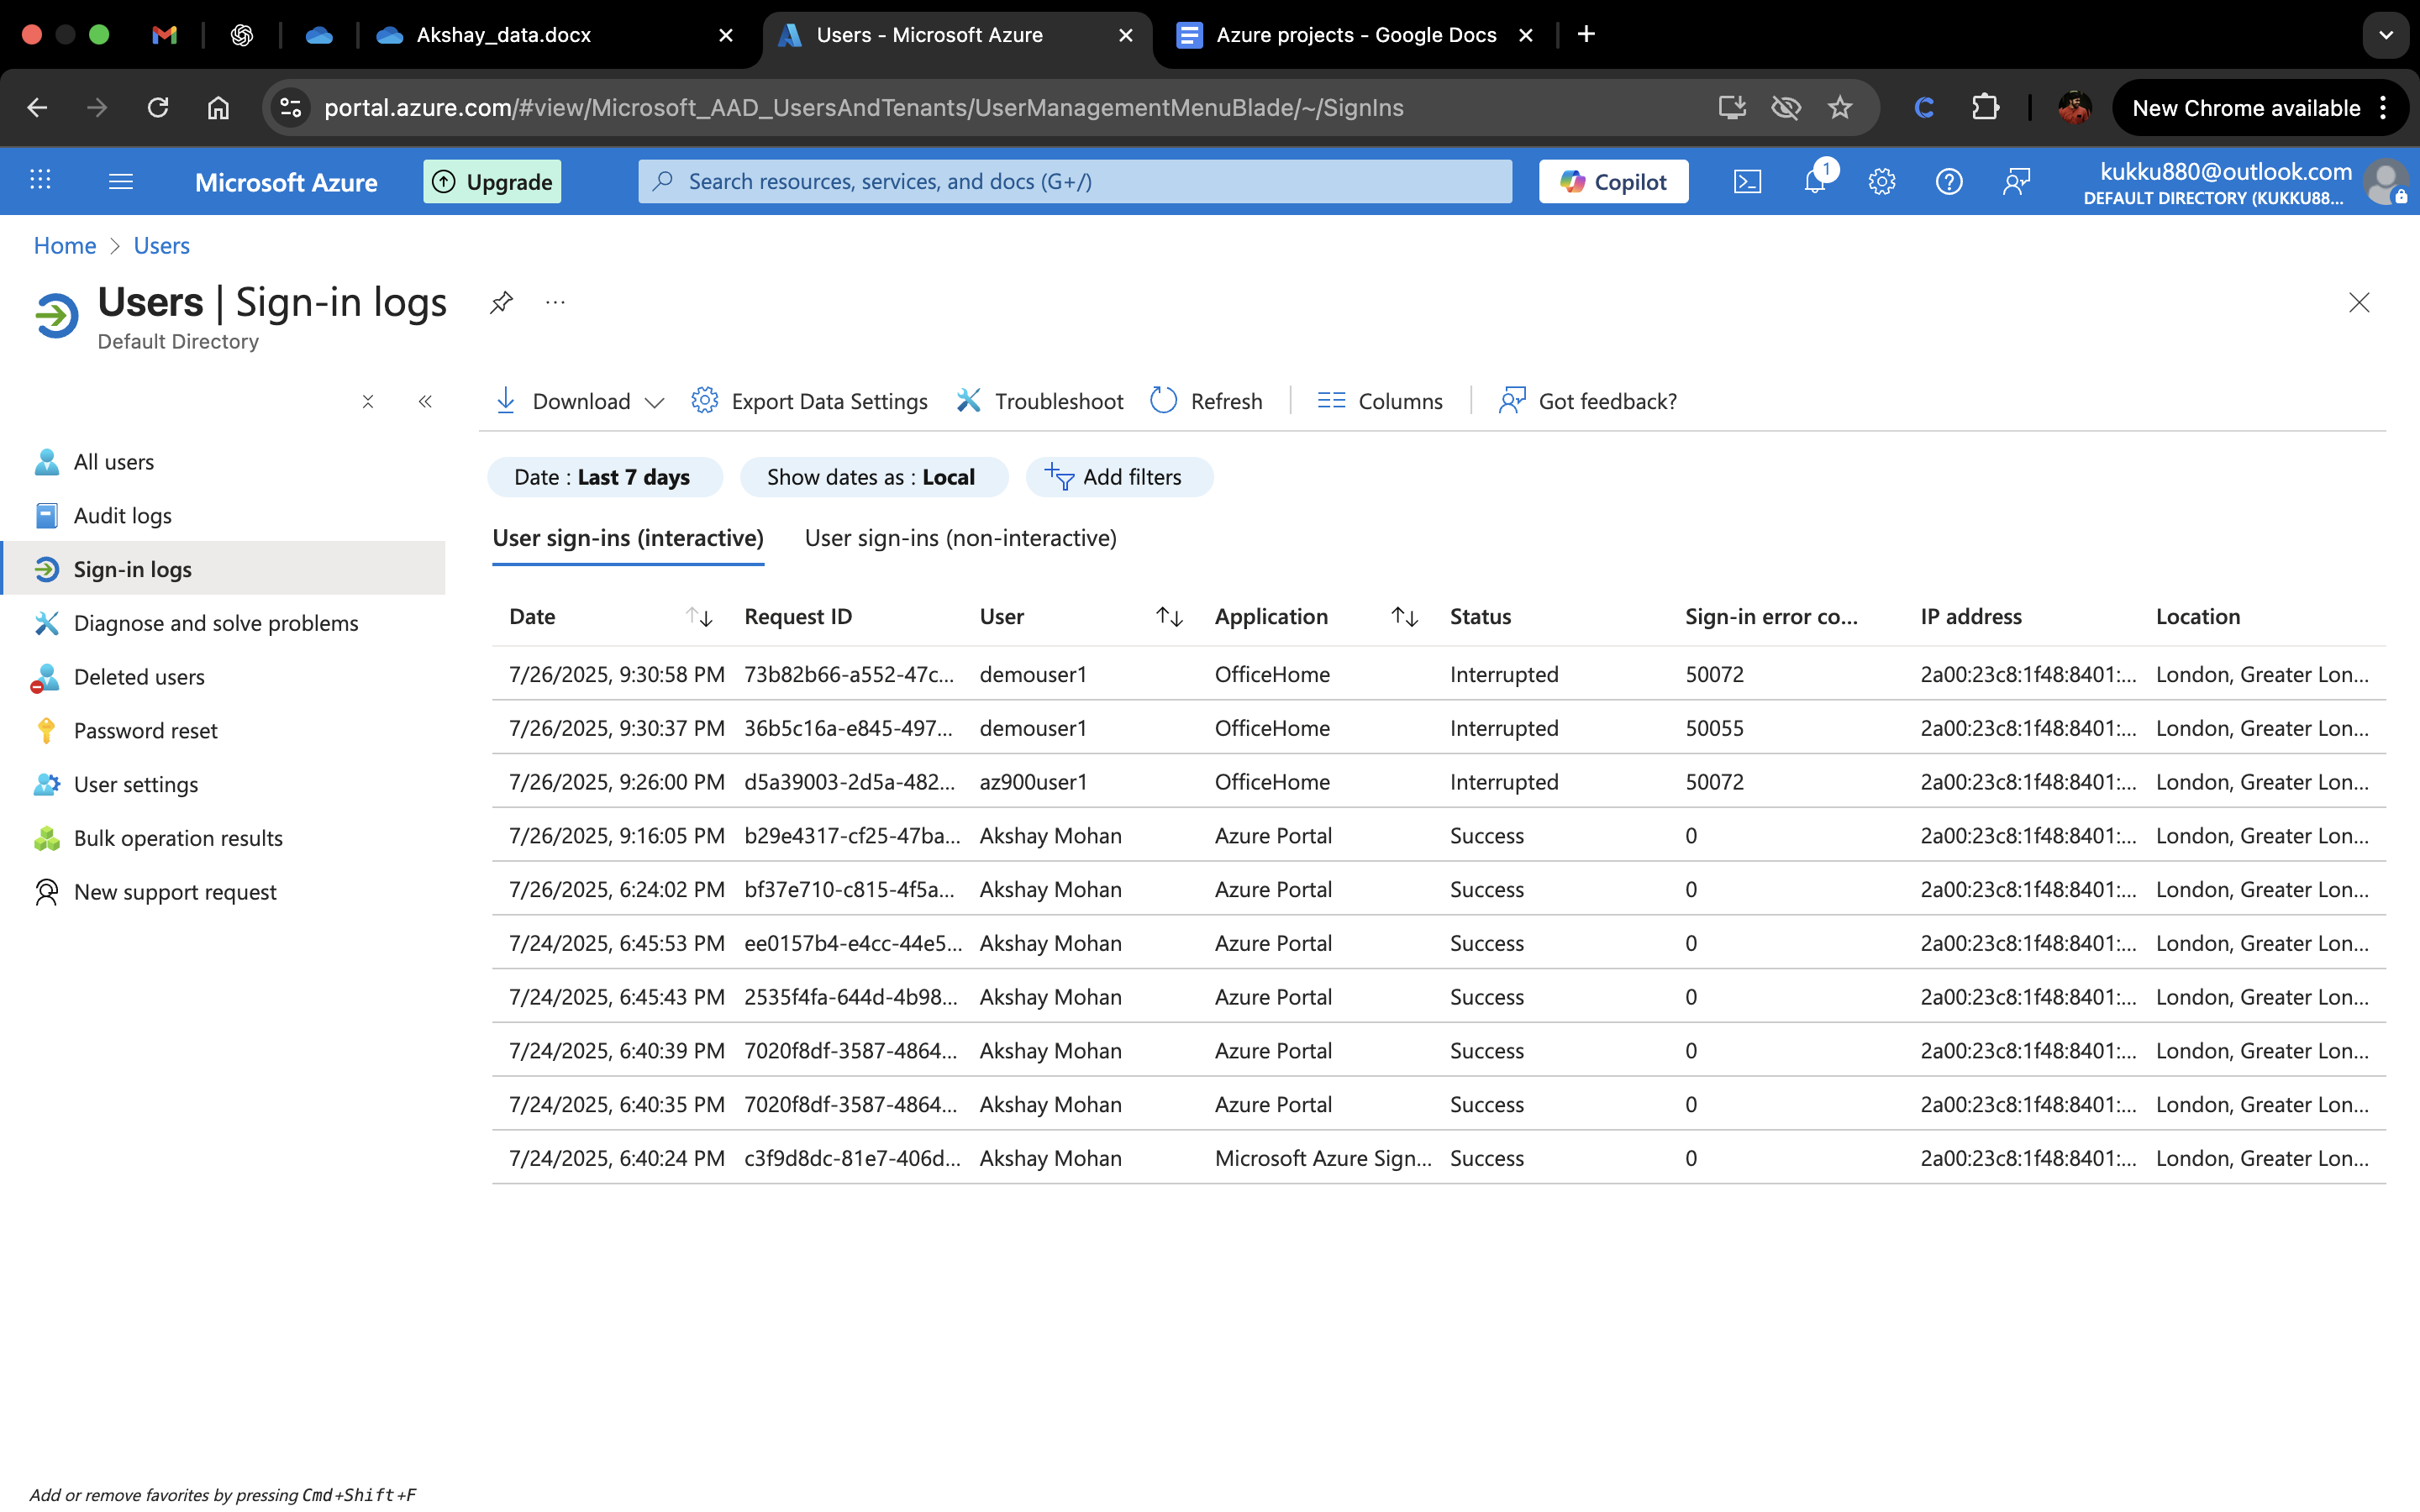 Akshay_data.docx
Users - Microsoft Azure
Azure projects - Google Docs
portal.azure.com/#view/Microsoft_AAD_UsersAndTenants/UserManagementMenuBlade/~/SignIns
New Chrome available
Microsoft Azure
Upgrade
Search resources, services, and docs (G+/)
Copilot
1
kukku880@outlook.com
DEFAULT DIRECTORY (KUKKU88...
Home > Users
Users | Sign-in logs
Default Directory
Download
Export Data Settings
Troubleshoot
Refresh
Columns
Got feedback?
All users
Audit logs
Sign-in logs
Diagnose and solve problems
Deleted users
Password reset
User settings
Bulk operation results
New support request
Date : Last 7 days
Show dates as : Local
Add filters
User sign-ins (interactive)
User sign-ins (non-interactive)
Date Request ID User Application Status Sign-in error co... IP address Location
7/26/2025, 9:30:58 PM 73b82b66-a552-47c... demouser1 OfficeHome Interrupted 50072 2a00:23c8:1f48:8401:... London, Greater Lon...
7/26/2025, 9:30:37 PM 36b5c16a-e845-497... demouser1 OfficeHome Interrupted 50055 2a00:23c8:1f48:8401:... London, Greater Lon...
7/26/2025, 9:26:00 PM d5a39003-2d5a-482... az900user1 OfficeHome Interrupted 50072 2a00:23c8:1f48:8401:... London, Greater Lon...
7/26/2025, 9:16:05 PM b29e4317-cf25-47ba... Akshay Mohan Azure Portal Success 0 2a00:23c8:1f48:8401:... London, Greater Lon...
7/26/2025, 6:24:02 PM bf37e710-c815-4f5a... Akshay Mohan Azure Portal Success 0 2a00:23c8:1f48:8401:... London, Greater Lon...
7/24/2025, 6:45:53 PM ee0157b4-e4cc-44e5... Akshay Mohan Azure Portal Success 0 2a00:23c8:1f48:8401:... London, Greater Lon...
7/24/2025, 6:45:43 PM 2535f4fa-644d-4b98... Akshay Mohan Azure Portal Success 0 2a00:23c8:1f48:8401:... London, Greater Lon...
7/24/2025, 6:40:39 PM 7020f8df-3587-4864... Akshay Mohan Azure Portal Success 0 2a00:23c8:1f48:8401:... London, Greater Lon...
7/24/2025, 6:40:35 PM 7020f8df-3587-4864... Akshay Mohan Azure Portal Success 0 2a00:23c8:1f48:8401:... London, Greater Lon...
7/24/2025, 6:40:24 PM c3f9d8dc-81e7-406d... Akshay Mohan Microsoft Azure Sign... Success 0 2a00:23c8:1f48:8401:... London, Greater Lon...
Add or remove favorites by pressing Cmd+Shift+F